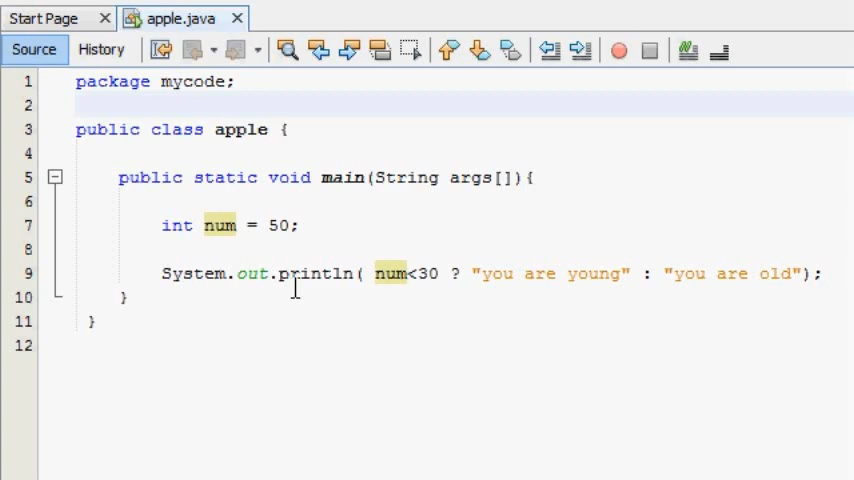 Start Page apple.java
Source History
1 package mycode;
2
3 public class apple {
4
5 public static void main(String args[]){
6
7 int num = 50;
8
9 System.out.println( num<30 ? "you are young" : "you are old");
10 }
11 }
12